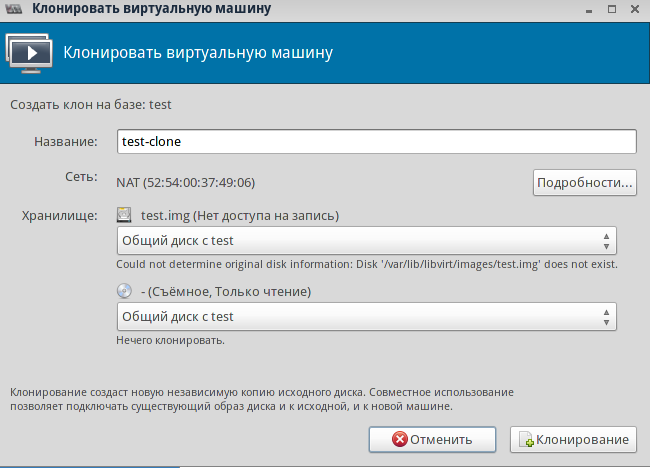 Клонировать виртуальную машину
Клонировать виртуальную машину
Создать клон на базе: test
Название: test-clone
Сеть: NAT (52:54:00:37:49:06) Подробности...
Хранилище: test.img (Нет доступа на запись)
Общий диск с test
Could not determine original disk information: Disk '/var/lib/libvirt/images/test.img' does not exist.
- (Съёмное, Только чтение)
Общий диск с test
Нечего клонировать.
Клонирование создаст новую независимую копию исходного диска. Совместное использование
позволяет подключать существующий образ диска и к исходной, и к новой машине.
Отменить Клонирование